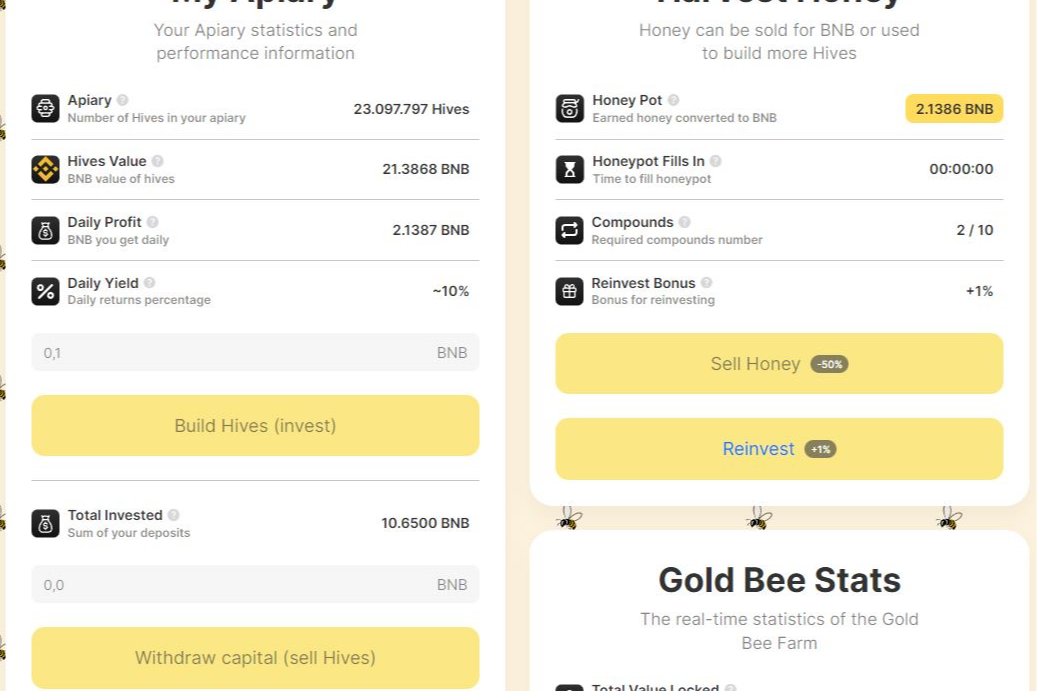 My Apiary
Your Apiary statistics and
performance information
Apiary
Number of Hives in your apiary
23.097.797 Hives
Hives Value
BNB value of hives
21.3868 BNB
Daily Profit
BNB you get daily
2.1387 BNB
Daily Yield
Daily returns percentage
~10%
0,1 BNB
Build Hives (invest)
Total Invested
Sum of your deposits
10.6500 BNB
0,0 BNB
Withdraw capital (sell Hives)
Harvest Honey
Honey can be sold for BNB or used
to build more Hives
Honey Pot
Earned honey converted to BNB
2.1386 BNB
Honeypot Fills In
Time to fill honeypot
00:00:00
Compounds
Required compounds number
2 / 10
Reinvest Bonus
Bonus for reinvesting
+1%
Sell Honey -50%
Reinvest +1%
Gold Bee Stats
The real-time statistics of the Gold
Bee Farm
Total Value Locked